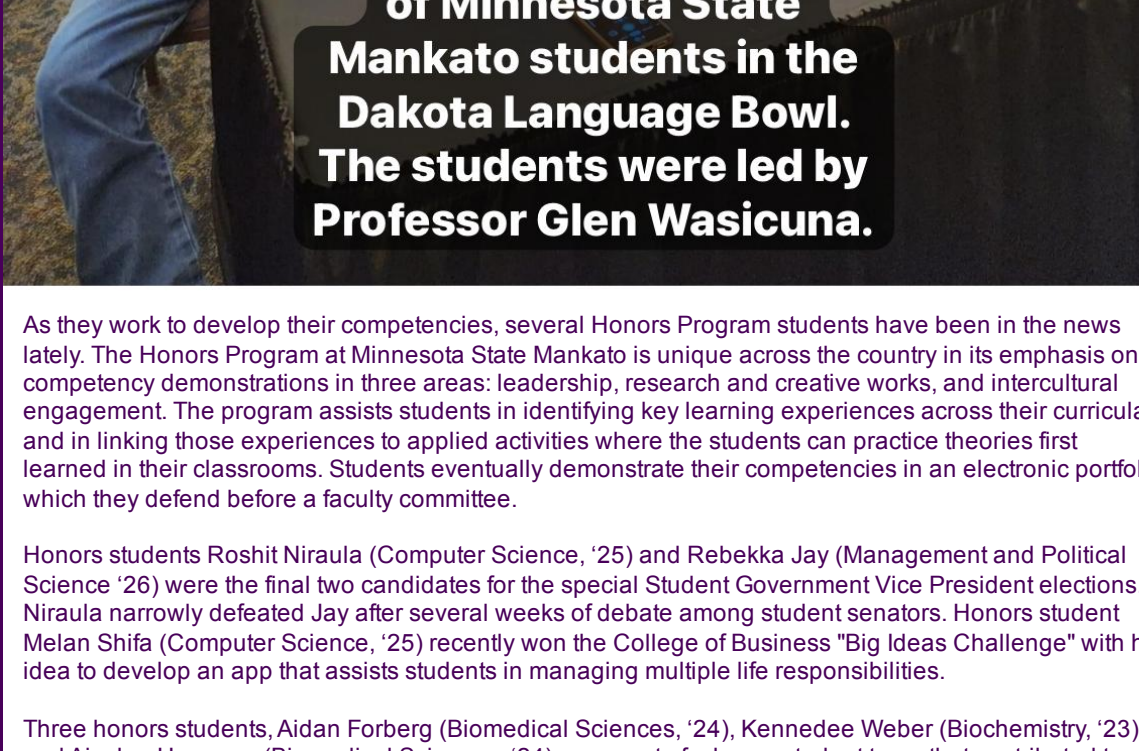 of Minnesota State
Mankato students in the
Dakota Language Bowl.
The students were led by
Professor Glen Wasicuna.
As they work to develop their competencies, several Honors Program students have been in the news
lately. The Honors Program at Minnesota State Mankato is unique across the country in its emphasis on
competency demonstrations in three areas: leadership, research and creative works, and intercultural
engagement. The program assists students in identifying key learning experiences across their curricula
and in linking those experiences to applied activities where the students can practice theories first
learned in their classrooms. Students eventually demonstrate their competencies in an electronic
which they defend before a faculty committee.
Honors students Roshit Niraula (Computer Science, ‘25) and Rebekka Jay (Management and Political
Science ‘26) were the final two candidates for the special Student Government Vice President elections
Niraula narrowly defeated Jay after several weeks of debate among student senators. Honors student
Melan Shifa (Computer Science, ‘25) recently won the College of Business "Big Ideas Challenge" with
idea to develop an app that assists students in managing multiple life responsibilities.
Three honors students, Aidan Forberg (Biomedical Sciences, ‘24), Kennedee Weber (Biochemistry, ‘23)